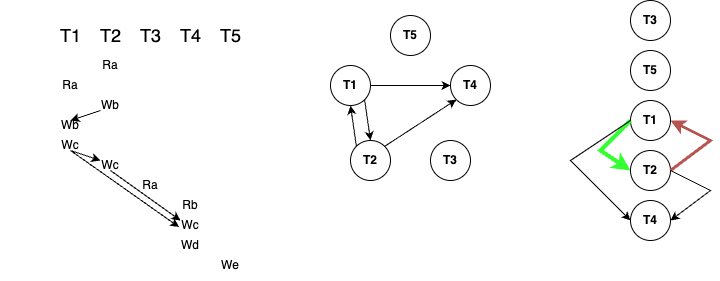 T1 T2 T3 T4 T5
Ra
Ra
Wb
Wb
Wc
Wc
Ra
Rb
Wc
Wd
We
T5
T1 T4
T2 T3
T3
T5
T1
T2
T4